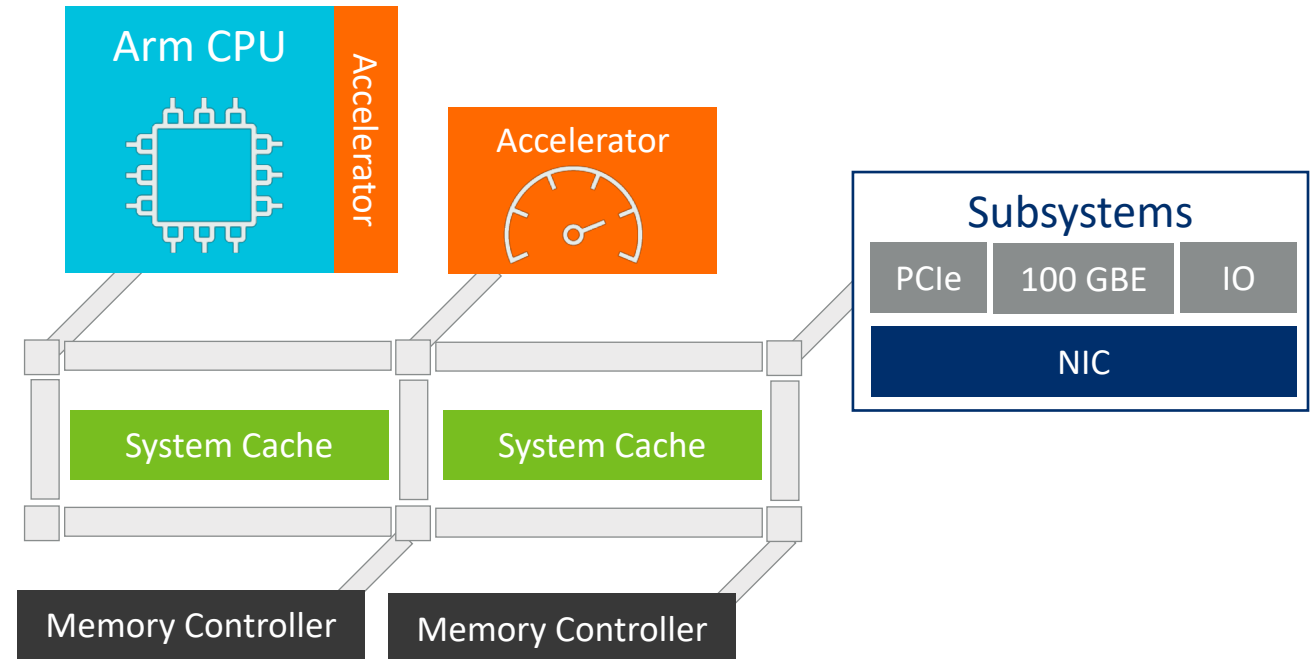 Arm CPU
Accelerator
Accelerator
Subsystems
PCIe
100 GBE
IO
NIC
System Cache
System Cache
Memory Controller
Memory Controller